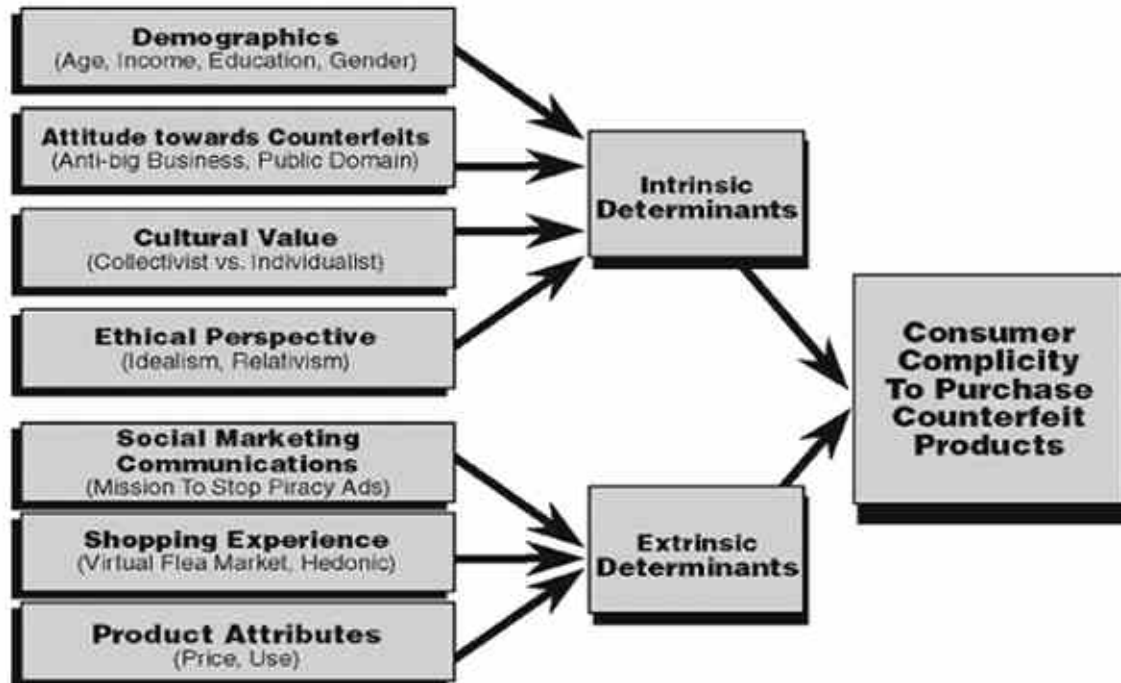 Demographics
(Age, Income, Education, Gender)
Attitude towards Counterfeits
(Anti-big Business, Public Domain)
Cultural Value
(Collectivist vs. Individualist)
Ethical Perspective
(Idealism, Relativism)
Social Marketing
Communications
(Mission To Stop Piracy Ads)
Shopping Experience
(Virtual Flea Market, Hedonic)
Product Attributes
(Price, Use)
Intrinsic
Determinants
Extrinsic
Determinants
Consumer
Complicity
To Purchase
Counterfeit
Products